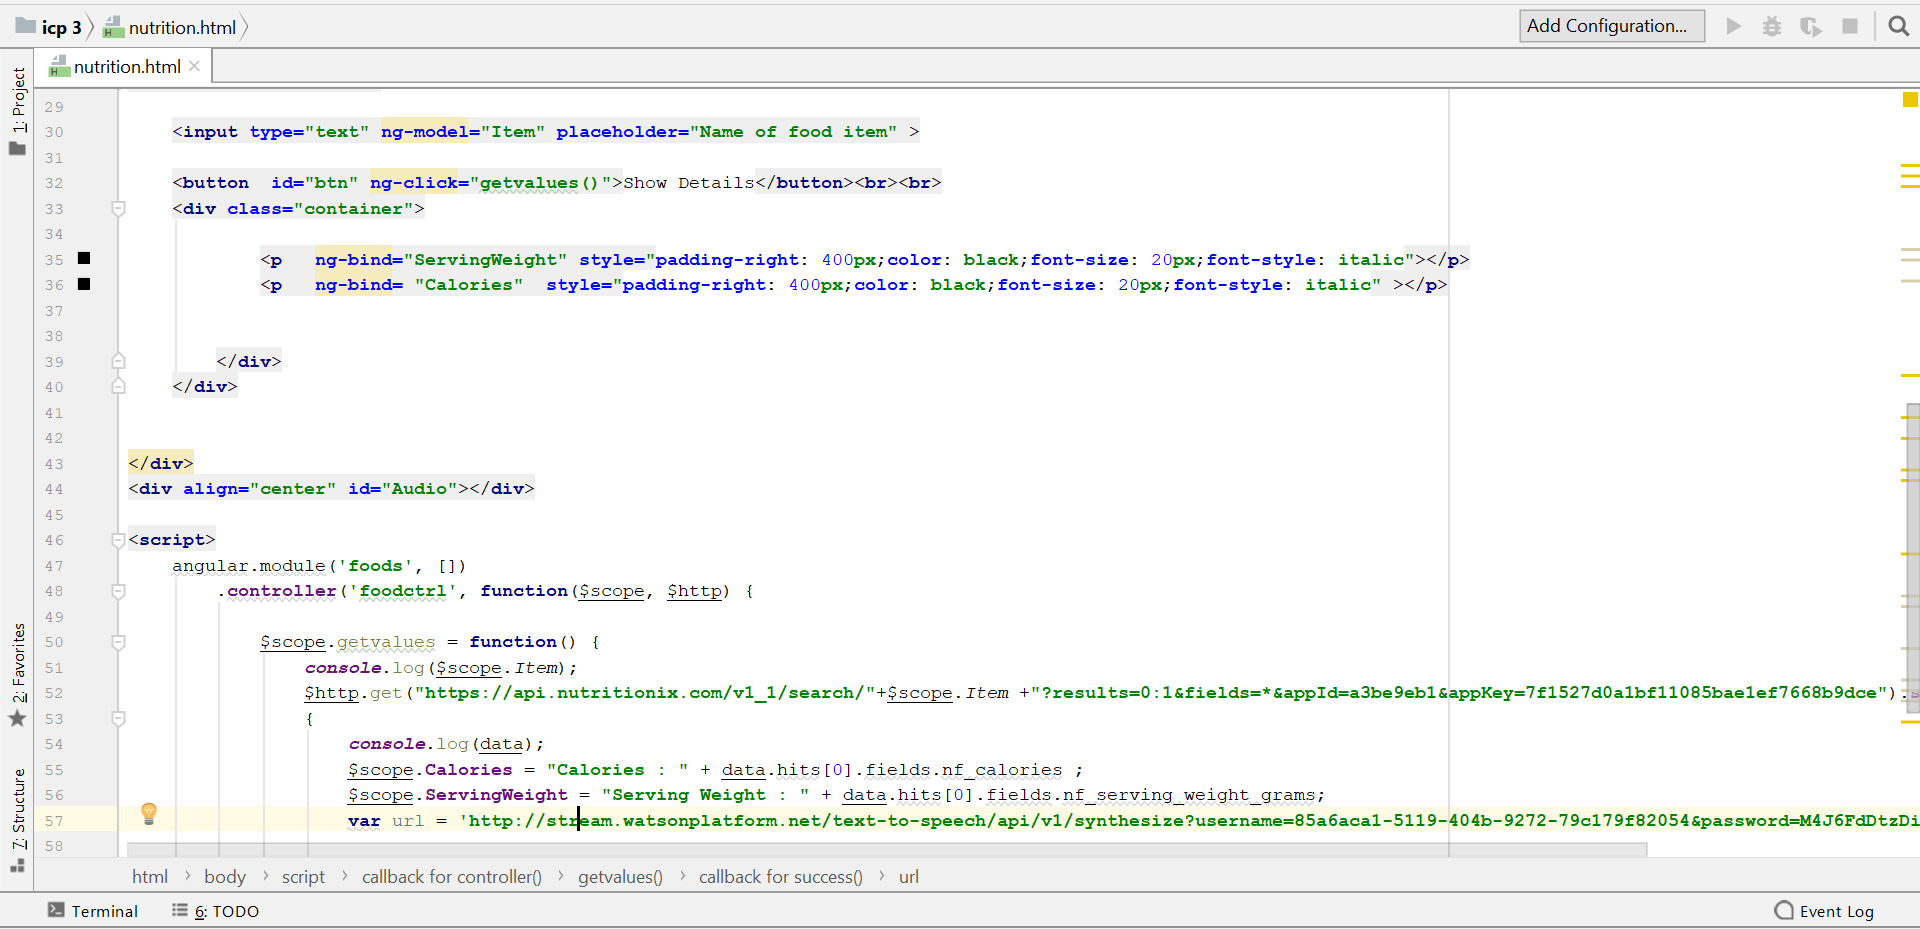 icp 3 nutrition.html Add Configuration...
nutrition.html
1: Project
2: Favorites
7: Structure
29
30 <input type="text" ng-model="Item" placeholder="Name of food item" >
31
32 <button  id="btn" ng-click="getvalues()">Show Details</button><br><br>
33 <div class="container">
34
35 <p   ng-bind="ServingWeight" style="padding-right: 400px;color: black;font-size: 20px;font-style: italic"></p>
36 <p   ng-bind= "Calories"  style="padding-right: 400px;color: black;font-size: 20px;font-style: italic" ></p>
37
38
39 </div>
40 </div>
41
42
43 </div>
44 <div align="center" id="Audio"></div>
45
46 <script>
47 angular.module('foods', [])
48 .controller('foodctrl', function($scope, $http) {
49
50 $scope.getvalues = function() {
51 console.log($scope.Item);
52 $http.get("https://api.nutritionix.com/v1_1/search/"+$scope.Item +"?results=0:1&fields=*&appId=a3be9eb1&appKey=7f1527d0a1bf11085bae1ef7668b9dce").s
53 {
54 console.log(data);
55 $scope.Calories = "Calories : " + data.hits[0].fields.nf_calories ;
56 $scope.ServingWeight = "Serving Weight : " + data.hits[0].fields.nf_serving_weight_grams;
57 var url = 'http://stream.watsonplatform.net/text-to-speech/api/v1/synthesize?username=85a6aca1-5119-404b-9272-79c179f82054&password=M4J6FdDtzDi
58
html › body › script › callback for controller() › getvalues() › callback for success() › url
Terminal 6: TODO Event Log